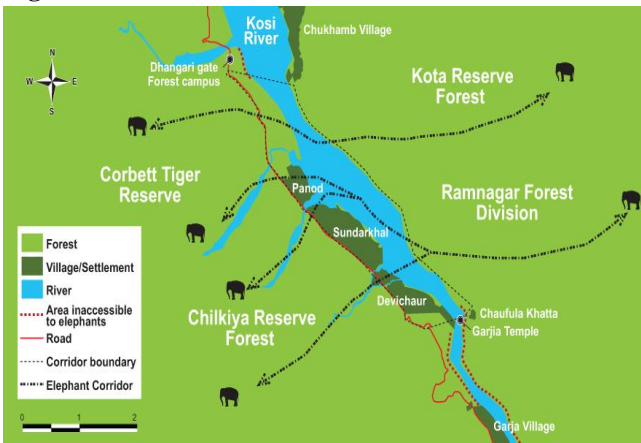 Kosi
River
Chukhamb Village
Dhangari gate
Forest campus
N
W
E
S
Kota Reserve
Forest
Corbett Tiger
Reserve
Panod
Ramnagar Forest
Division
Sundarkhal
Forest
Village/Settlement
River
Area inaccessible
to elephants
Road
Corridor boundary
Elephant Corridor
Devichaur
Chaufula Khatta
Garjia Temple
Chilkiya Reserve
Forest
0
1
2
Garja Village